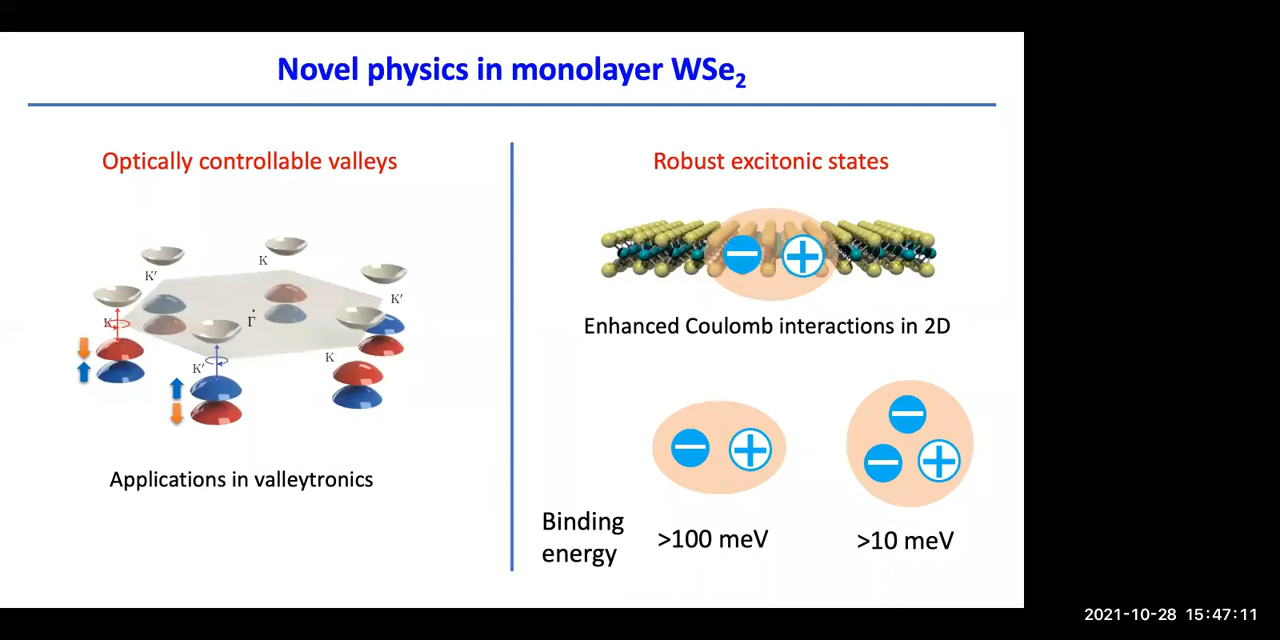 Novel physics in monolayer WSe₂
Optically controllable valleys
K′
K
K′
K
Γ
K′
K
Applications in valleytronics
Robust excitonic states
Enhanced Coulomb interactions in 2D
Binding
energy
>100 meV
>10 meV
2021-10-28 15:47:11